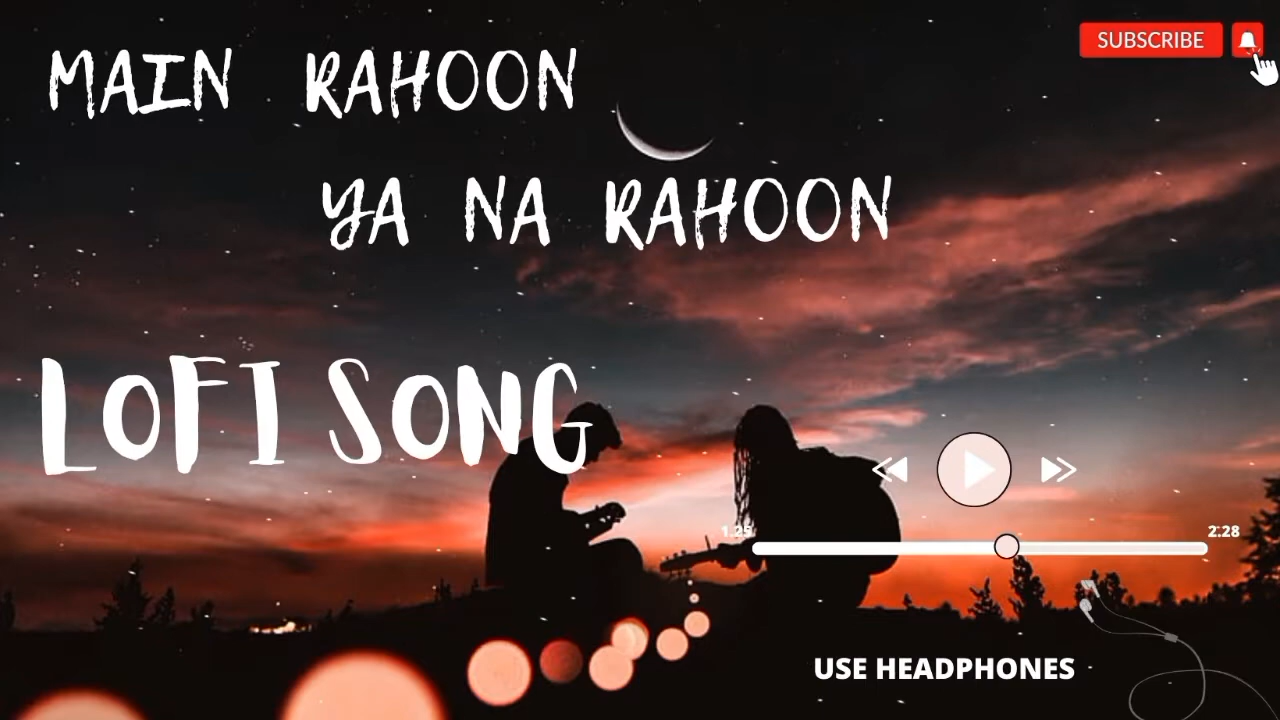 MAIN RAHOON
SUBSCRIBE
YA NA RAHOON
LOFI SONG
1.25
2:28
USE HEADPHONES